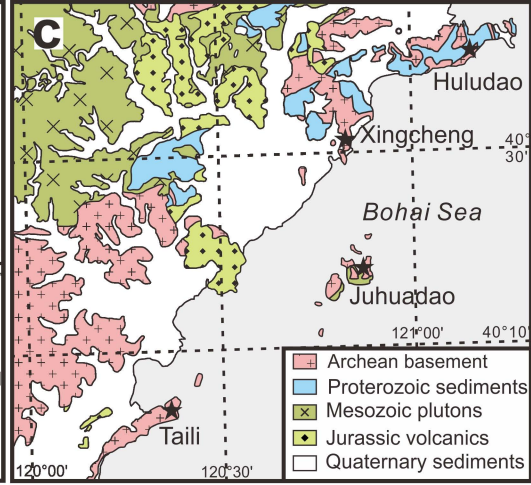 C
Huludao
Xingcheng
40°
30'
Bohai Sea
Juhuadao
12°00'
40°10'
Archean basement
Proterozoic sediments
Mesozoic plutons
Jurassic volcanics
Quaternary sediments
Taili
120°00'
120°30'